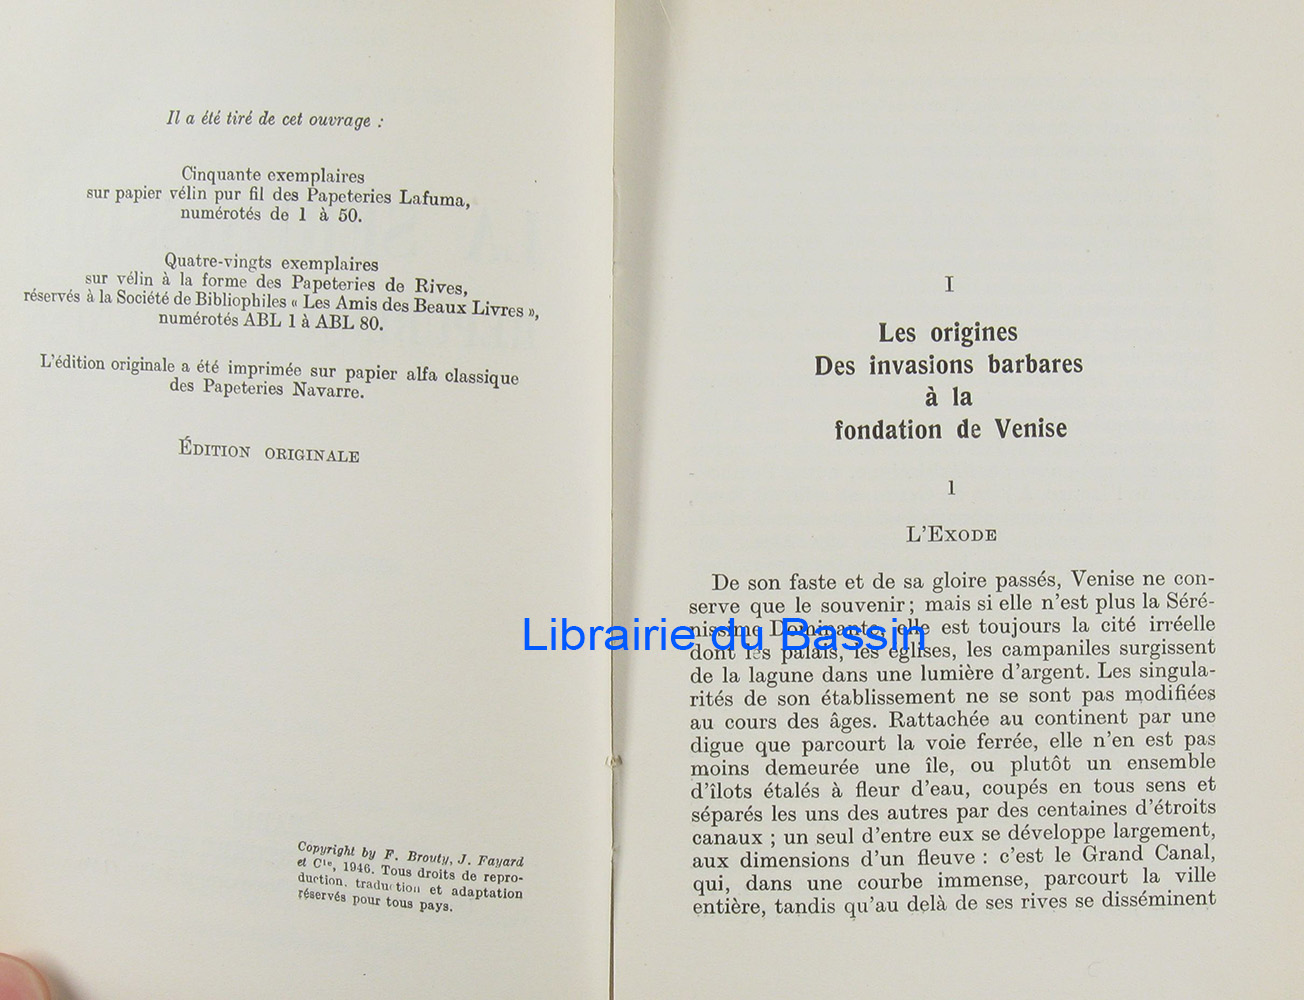 Il a été tiré de cet ouvrage :
Cinquante exemplaires
sur papier vélin pur fil des Papeteries Lafuma,
numérotés de 1 à 50.
Quatre-vingts exemplaires
sur vélin à la forme des Papeteries de Rives,
réservés à la Société de Bibliophiles « Les Amis des Beaux Livres »,
numérotés ABL 1 à ABL 80.
L'édition originale a été imprimée sur papier alfa classique
des Papeteries Navarre.
ÉDITION ORIGINALE
Copyright by F. Brouty, J. Fayard
et Cie, 1946. Tous droits de repro-
duction, traduction et adaptation
réservés pour tous pays.
I
Les origines
Des invasions barbares
à la
fondation de Venise
1
L'EXODE
De son faste et de sa gloire passés, Venise ne con-
serve que le souvenir ; mais si elle n'est plus la Séré-
nissime Dominante, elle est toujours la cité irréelle
dont les palais, les églises, les campaniles surgissent
de la lagune dans une lumière d'argent. Les singula-
rités de son établissement ne se sont pas modifiées
au cours des âges. Rattachée au continent par une
digue que parcourt la voie ferrée, elle n'en est pas
moins demeurée une île, ou plutôt un ensemble
d'îlots étalés à fleur d'eau, coupés en tous sens et
séparés les uns des autres par des centaines d'étroits
canaux ; un seul d'entre eux se développe largement,
aux dimensions d'un fleuve : c'est le Grand Canal,
qui, dans une courbe immense, parcourt la ville
entière, tandis qu'au delà de ses rives se disséminent
Librairie du Bassin